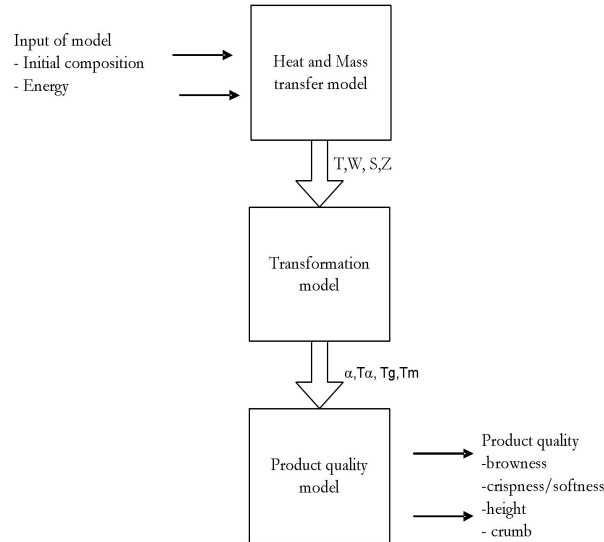 Input of model
- Initial composition
- Energy
Heat and Mass
transfer model
T,W, S,Z
Transformation
model
α,Tα, Tg,Tm
Product quality
model
Product quality
-browness
-crispness/softness
-height
- crumb